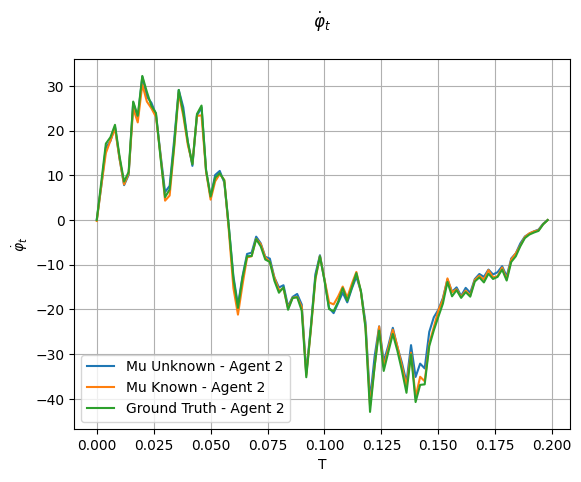 φ̇ₜ
30
20
10
0
−10
−20
−30
−40
φ̇ₜ
Mu Unknown - Agent 2
Mu Known - Agent 2
Ground Truth - Agent 2
0.000 0.025 0.050 0.075 0.100 0.125 0.150 0.175 0.200
T